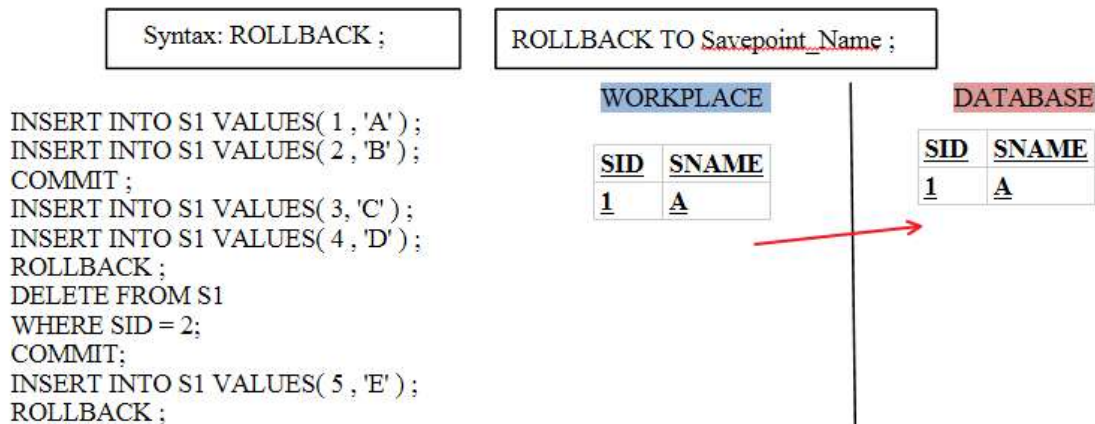 Syntax: ROLLBACK ;
ROLLBACK TO Savepoint_Name ;
INSERT INTO S1 VALUES( 1 , 'A' ) ;
INSERT INTO S1 VALUES( 2 , 'B' ) ;
COMMIT ;
INSERT INTO S1 VALUES( 3, 'C' ) ;
INSERT INTO S1 VALUES( 4 , 'D' ) ;
ROLLBACK ;
DELETE FROM S1
WHERE SID = 2;
COMMIT;
INSERT INTO S1 VALUES( 5 , 'E' ) ;
ROLLBACK ;
WORKPLACE
SID SNAME
1 A
DATABASE
SID SNAME
1 A